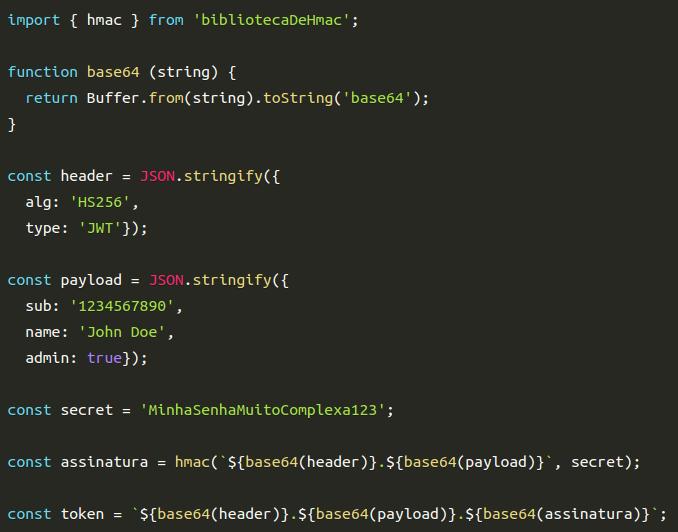 import { hmac } from 'bibliotecaDeHmac';
function base64 (string) {
return Buffer.from(string).toString('base64');
}
const header = JSON.stringify({
alg: 'HS256',
type: 'JWT'});
const payload = JSON.stringify({
sub: '1234567890',
name: 'John Doe',
admin: true});
const secret = 'MinhaSenhaMuitoComplexa123';
const assinatura = hmac(`${base64(header)}.${base64(payload)}`, secret);
const token = `${base64(header)}.${base64(payload)}.${base64(assinatura)}`;